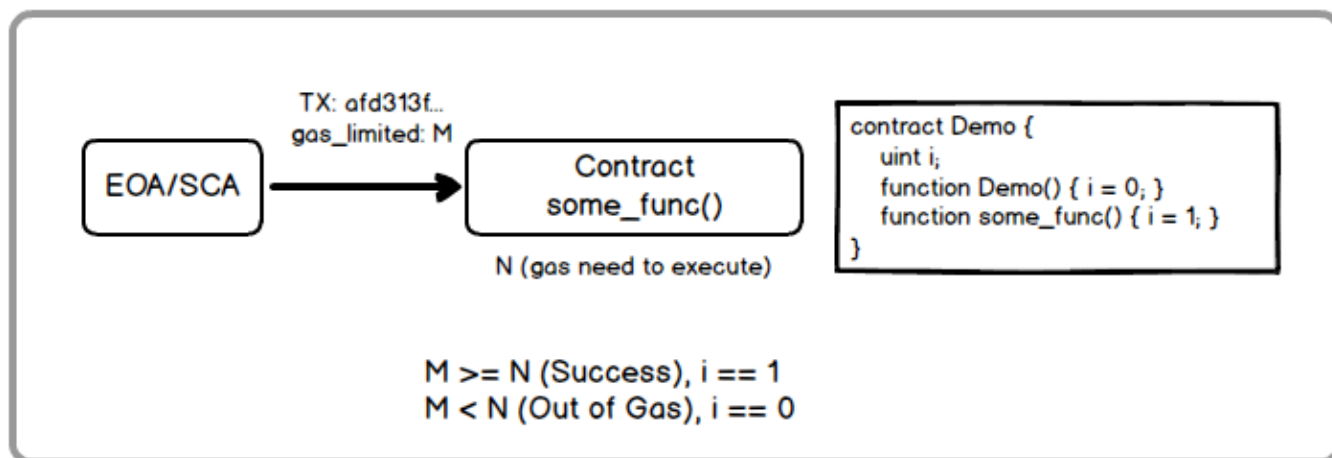 TX: afd313f...
gas_limited: M
EOA/SCA
Contract
some_func()
N (gas need to execute)
contract Demo {
uint i;
function Demo() { i = 0; }
function some_func() { i = 1; }
}
M >= N (Success), i == 1
M < N (Out of Gas), i == 0